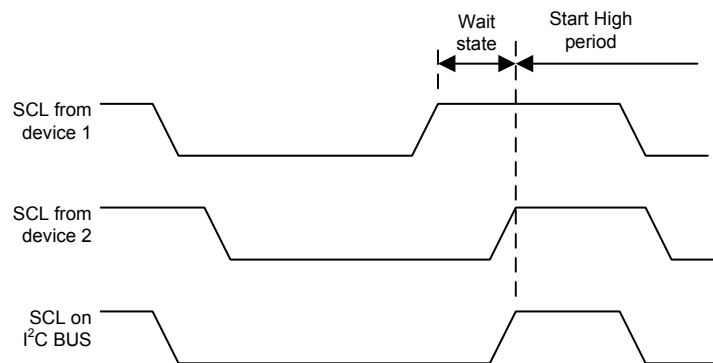 Wait
state
Start High
period
SCL from
device 1
SCL from
device 2
SCL on
I²C BUS